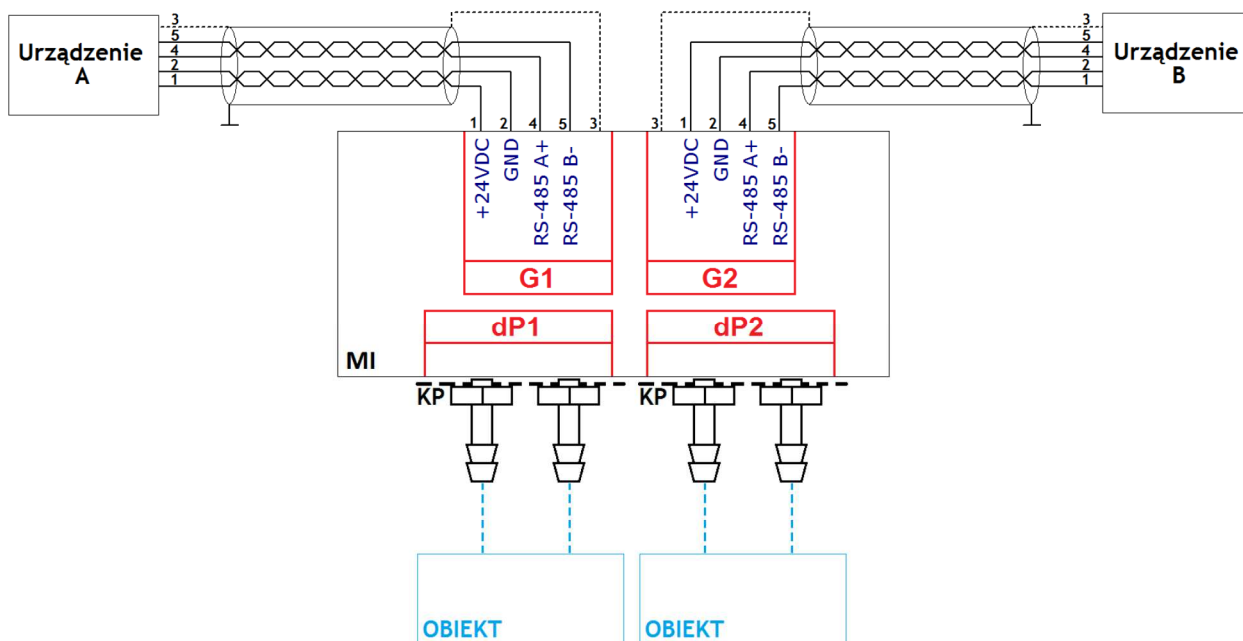 Urządzenie
A
3
5
4
2
1
3
5
4
2
1
Urządzenie
B
1 2 4 5 3
3 1 2 4 5
+24VDC
GND
RS-485 A+
RS-485 B-
+24VDC
GND
RS-485 A+
RS-485 B-
G1
G2
dP1
dP2
MI
KP
KP
OBIEKT
OBIEKT